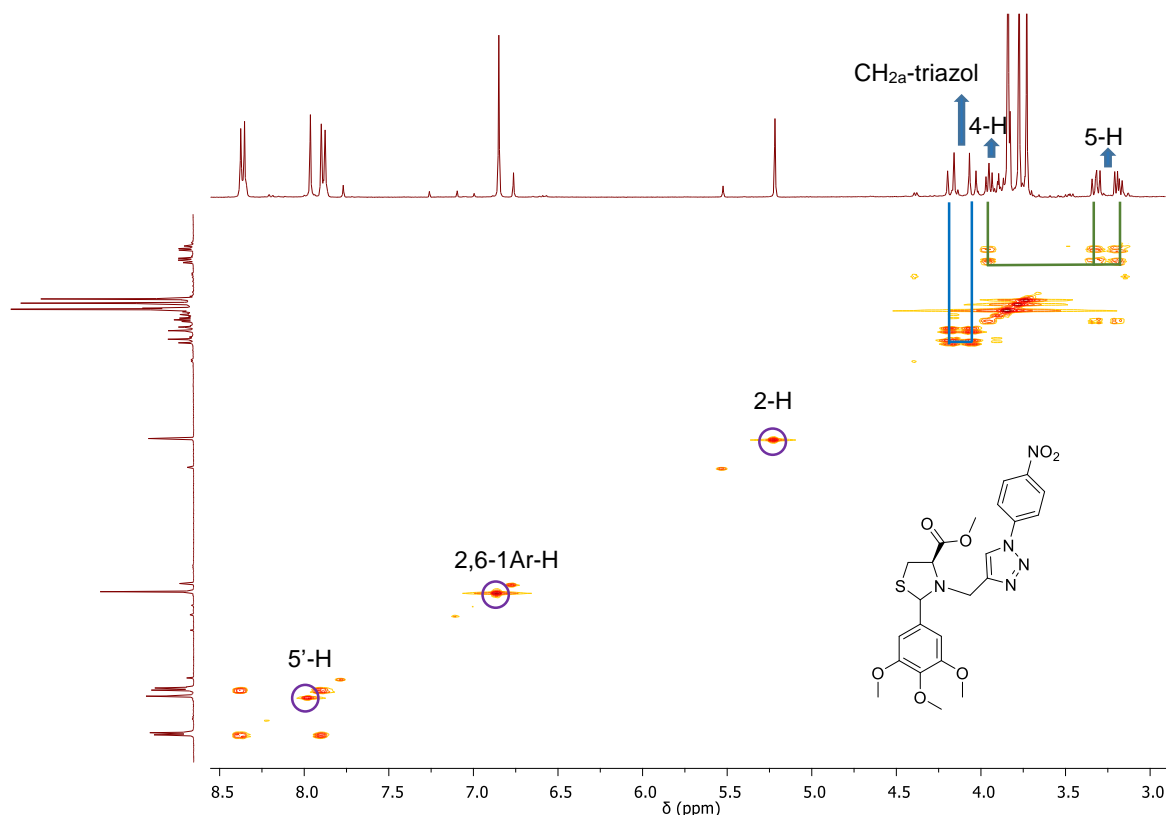 CH2a-triazol
4-H
5-H
2-H
2,6-1Ar-H
5’-H
NO2
O
O
N
N
N
S
N
O
O
O
8.5 8.0 7.5 7.0 6.5 6.0 5.5 5.0 4.5 4.0 3.5 3.0
δ (ppm)